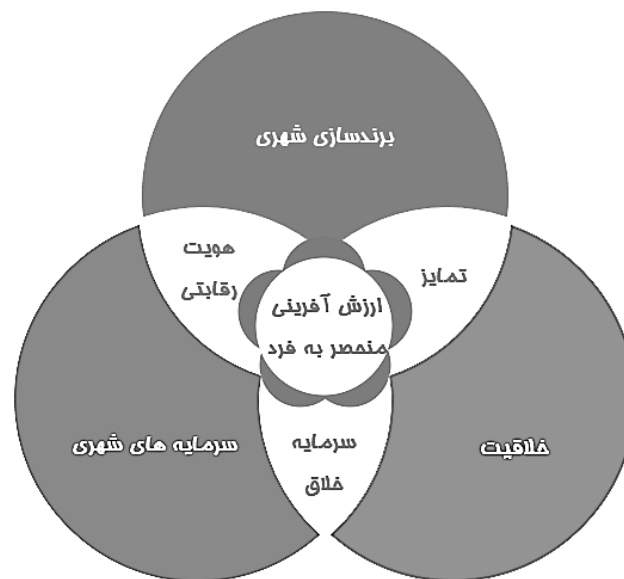 برندسازی شهری
هویت
رقابتی
تمایز
ارزش آفرینی
منحصر به فرد
سرمایه های شهری
سرمایه
خلاق
خلاقیت